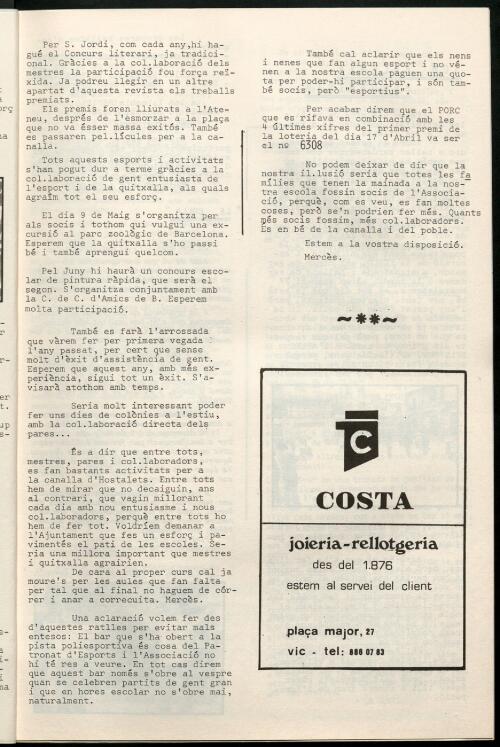 Per S. Jordi, com cada any,hi ha-
gué el Concurs literari, ja tradici-
onal. Gràcies a la col.laboració dels
mestres la participació fou força reï-
xida. Ja podreu llegir en un altre
apartat d'aquesta revista els treballs
premiats.
Els premis foren lliurats a l'Ate-
neu, després de l'esmorzar a la plaça
que no va ésser massa exitós. També
es passaren pel.lícules per a la ca-
nalla.
Tots aquests esports i activitats
s'han pogut dur a terme gràcies a la
col.laboració de gent entusiasta de
l'esport i de la quitxalla, als quals
agraïm tot el seu esforç.
El dia 9 de Maig s'organitza per
als socis i tothom qui vulgui una ex-
cursió al parc zoològic de Barcelona.
Esperem que la quitxalla s'ho passi
bé i també aprengui quelcom.
Pel Juny hi haurà un concurs esco-
lar de pintura ràpida, que serà el
segon. S'organitza conjuntament amb
la C. de C. d'Amics de B. Esperem
molta participació.
També es farà l'arrossada
que vàrem fer per primera vegada
l'any passat, per cert que sense
molt d'èxit d'assistència de gent.
Esperem que aquest any, amb més ex-
periència, sigui tot un èxit. S'a-
visarà atothom amb temps.
Seria molt interessant poder
fer uns dies de colònies a l'estiu,
amb la col.laboració directa dels
pares...
És a dir que entre tots,
mestres, pares i col.laboradors,
es fan bastants activitats per a
la canalla d'Hostalets. Entre tots
hem de mirar que no decaiguin, ans
al contrari, que vagin millorant
cada dia amb nou entusiasme i nous
col.laboradors, perquè entre tots ho
hem de fer tot. Voldríem demanar a
l'Ajuntament que fes un esforç i pa-
vimentés el pati de les escoles. Se-
ria una millora important que mestres
i quitxalla agraïrien.
De cara al proper curs cal ja
moure's per les aules que fan falta
per tal que al final no haguem de cór-
rer i anar a correcuita. Mercès.
Una aclaració volem fer des
d'aquestes ratlles per evitar mals
entesos: El bar que s'ha obert a la
pista poliesportiva és cosa del Pa-
tronat d'Esports i l'Associació no
hi té res a veure. En tot cas direm
que aquest bar només s'obre al vespre
quan se celebren partits de gent gran
i que en hores escolar no s'obre mai,
naturalment.
També cal aclarir que els nens
i nenes que fan algun esport i no vé-
nen a la nostra escola paguen una quo-
ta per poder-hi participar, i són tam-
bé socis, però "esportius".
Per acabar direm que el PORC
que es rifava en combinació amb les
4 últimes xifres del primer premi de
la loteria del dia 17 d'Abril va ser
el nº 6308
No podem deixar de dir que la
nostra il.lusió seria que totes les fa
mílies que tenen la mainada a la nos-
tra escola fossin socis de l'Associa-
ció, perquè, com es veu, es fan moltes
coses, però se'n podrien fer més. Quants
més socis fossim, més col.laboradors.
Es en bé de la canalla i del poble.
Estem a la vostra disposició.
Mercès.
~**~
C
COSTA
joieria-rellotgeria
des del 1.876
estem al servei del client
plaça major, 27
vic - tel: 886 07 83